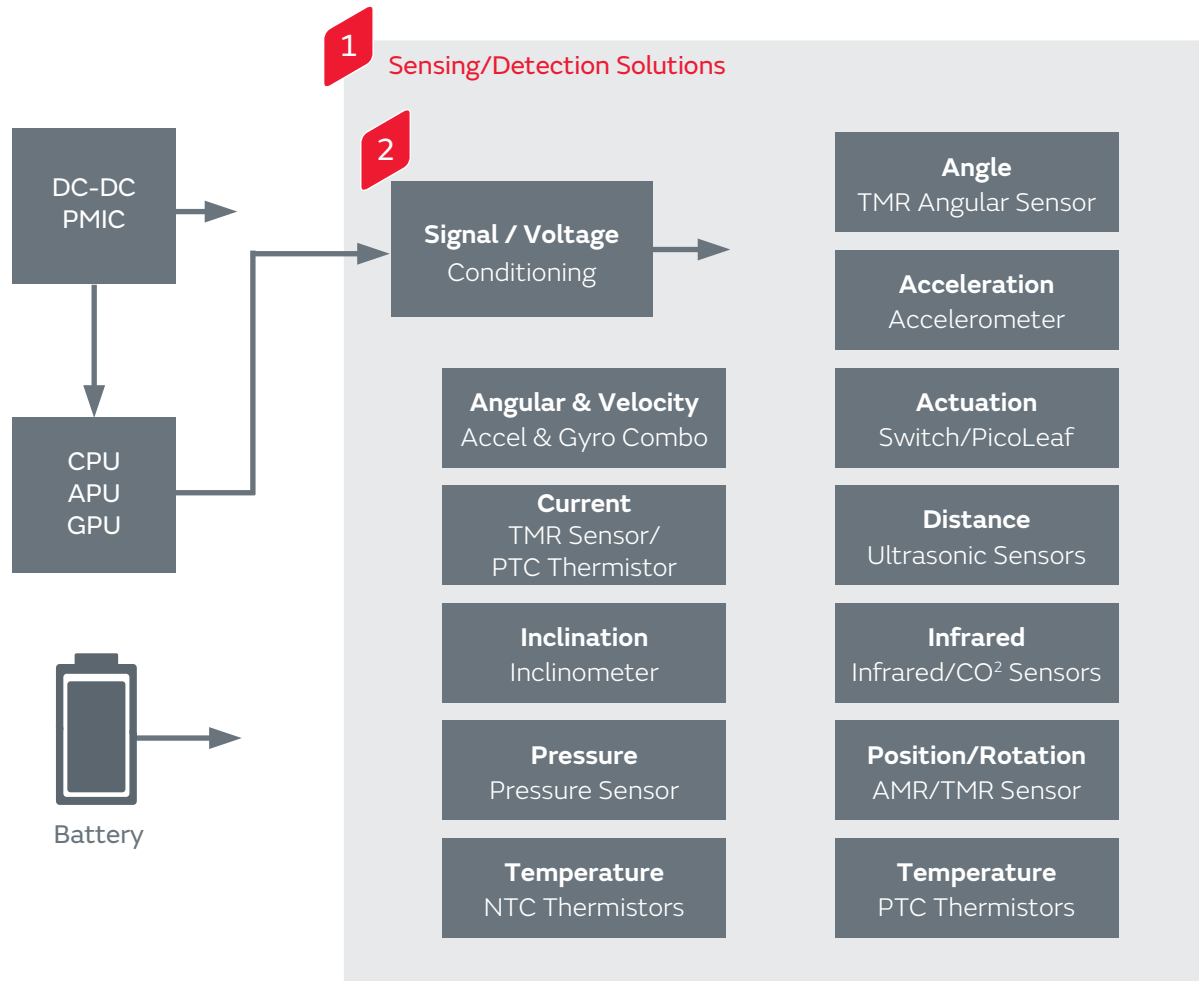 1
Sensing/Detection Solutions
DC-DC
PMIC
CPU
APU
GPU
Battery
2
Signal / Voltage
Conditioning
Angular & Velocity
Accel & Gyro Combo
Current
TMR Sensor/
PTC Thermistor
Inclination
Inclinometer
Pressure
Pressure Sensor
Temperature
NTC Thermistors
Angle
TMR Angular Sensor
Acceleration
Accelerometer
Actuation
Switch/PicoLeaf
Distance
Ultrasonic Sensors
Infrared
Infrared/CO² Sensors
Position/Rotation
AMR/TMR Sensor
Temperature
PTC Thermistors